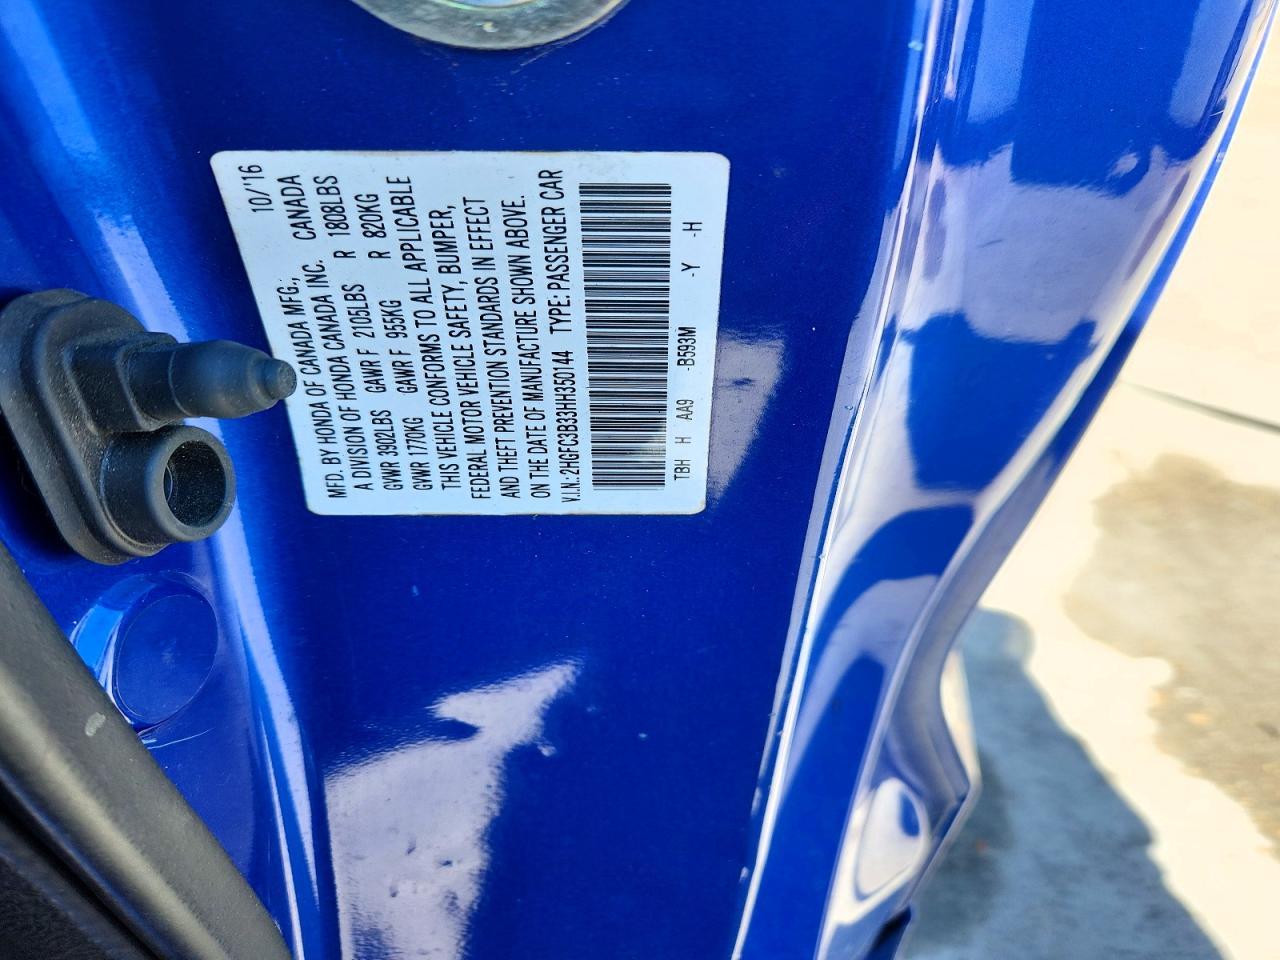 MFD. BY HONDA OF CANADA MFG., 10/'16
A DIVISION OF HONDA CANADA INC. CANADA
GVWR 3902LBS GAWR F 2105LBS R 1808LBS
GWR 1770KG GAWR F 955KG R 820KG
THIS VEHICLE CONFORMS TO ALL APPLICABLE
FEDERAL MOTOR VEHICLE SAFETY, BUMPER,
AND THEFT PREVENTION STANDARDS IN EFFECT
ON THE DATE OF MANUFACTURE SHOWN ABOVE.
V.I.N.: 2HGFC3B33HH350144 TYPE: PASSENGER CAR
TBH H AA9 -B593M -Y -H